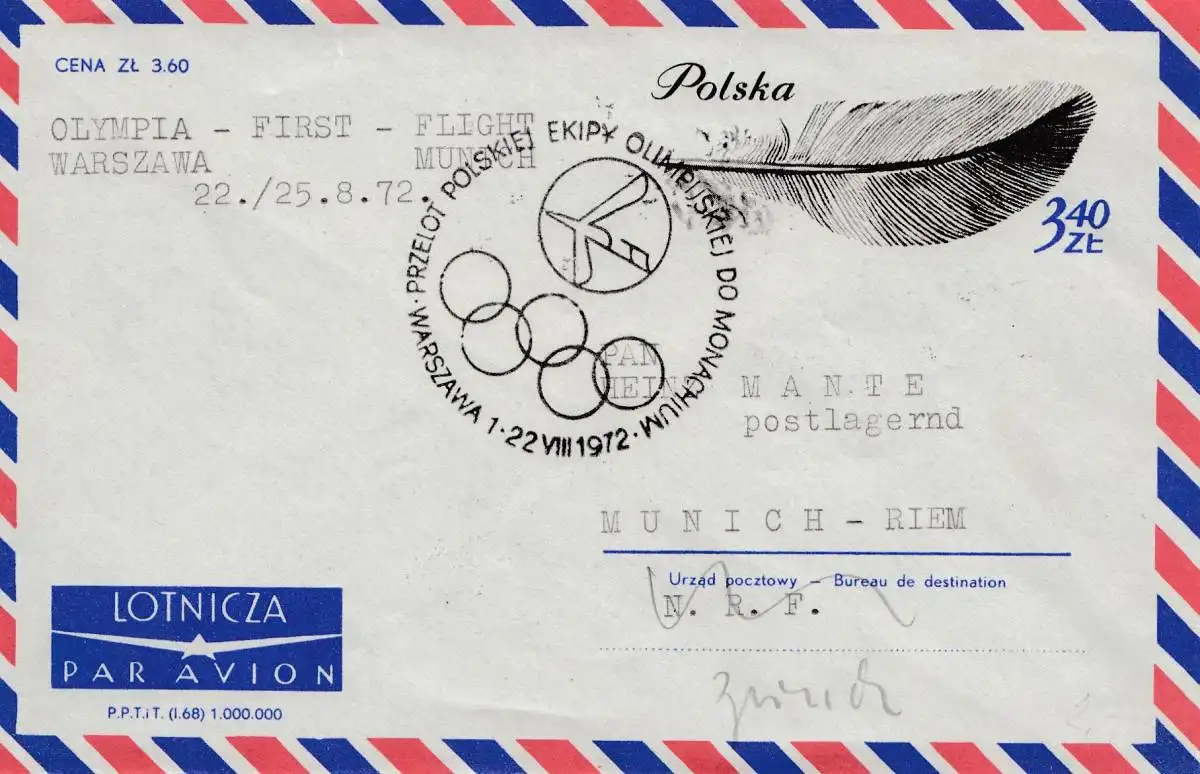 CENA ZŁ 3.60
Polska
3 40 ZŁ
OLYMPIA - FIRST - FLIGHT
WARSZAWA MUNICH
22./25.8.72.
WARSZAWA 1 · 22 VIII 1972 ·
· PRZELOT POLSKIEJ EKIPY OLIMPIJSKIEJ DO MONACHIUM
PAN
M A N T E
postlagernd
M U N I C H - RIEM
Urząd pocztowy – Bureau de destination
N. R. F.
LOTNICZA
PAR AVION
P.P.T.iT. (I.68) 1.000.000